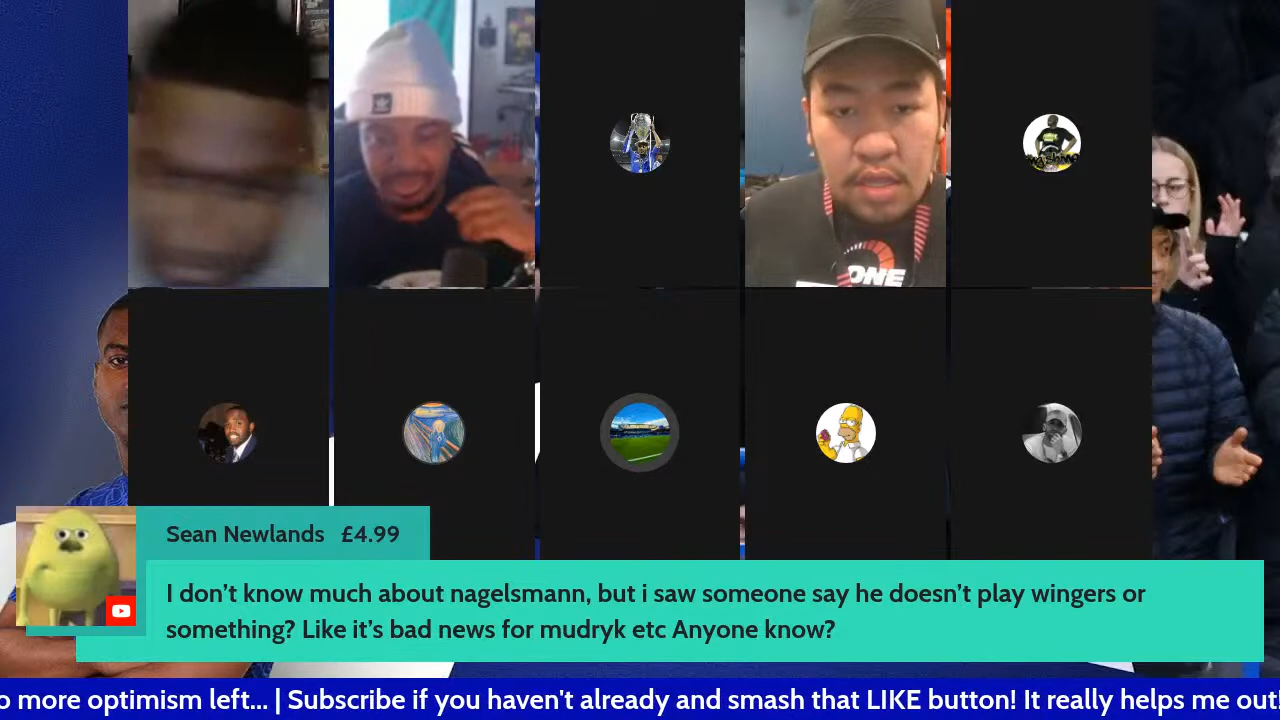 ONE
Sean Newlands £4.99
I don’t know much about nagelsmann, but i saw someone say he doesn’t play wingers or
something? Like it’s bad news for mudryk etc Anyone know?
o more optimism left... | Subscribe if you haven't already and smash that LIKE button! It really helps me out!